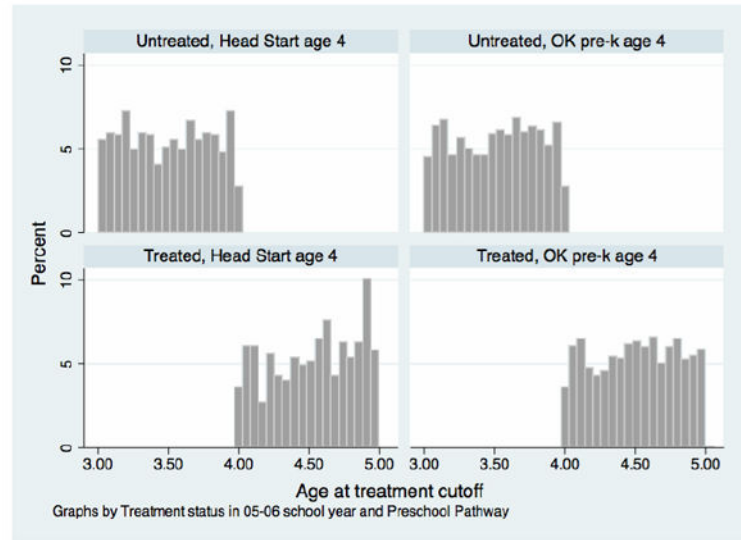 Untreated, Head Start age 4
Untreated, OK pre-k age 4
10
5
0
Treated, Head Start age 4
Treated, OK pre-k age 4
10
5
0
Percent
3.00 3.50 4.00 4.50 5.00
3.00 3.50 4.00 4.50 5.00
Age at treatment cutoff
Graphs by Treatment status in 05-06 school year and Preschool Pathway